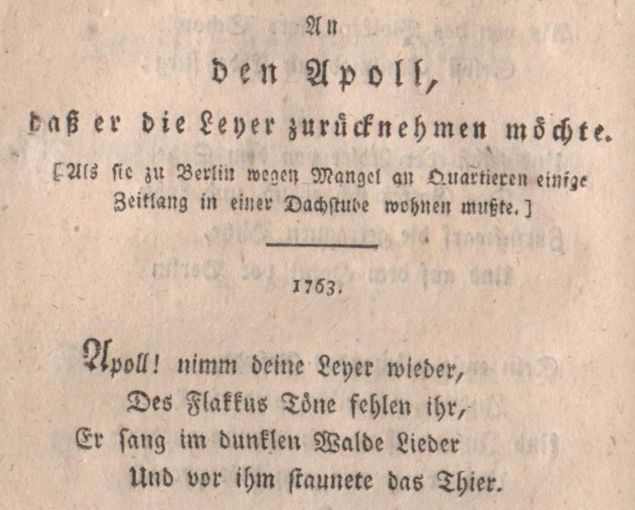 An
den Apoll,
daß er die Leyer zurücknehmen möchte.
[Als sie zu Berlin wegen Mangel an Quartieren einige
Zeitlang in einer Dachstube wohnen mußte.]
1763.
Apoll! nimm deine Leyer wieder,
Des Flakkus Töne fehlen ihr,
Er sang im dunklen Walde Lieder
Und vor ihm staunete das Thier.